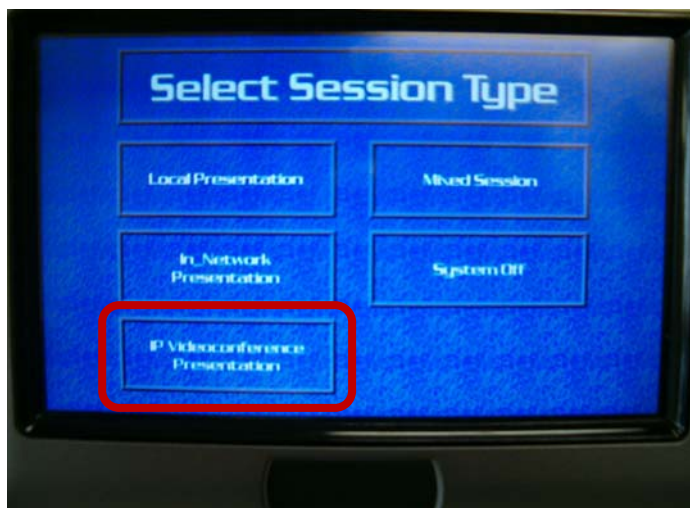 Select Session Type
Local Presentation
Mixed Session
In_Network
Presentation
System Off
IP Videoconference
Presentation